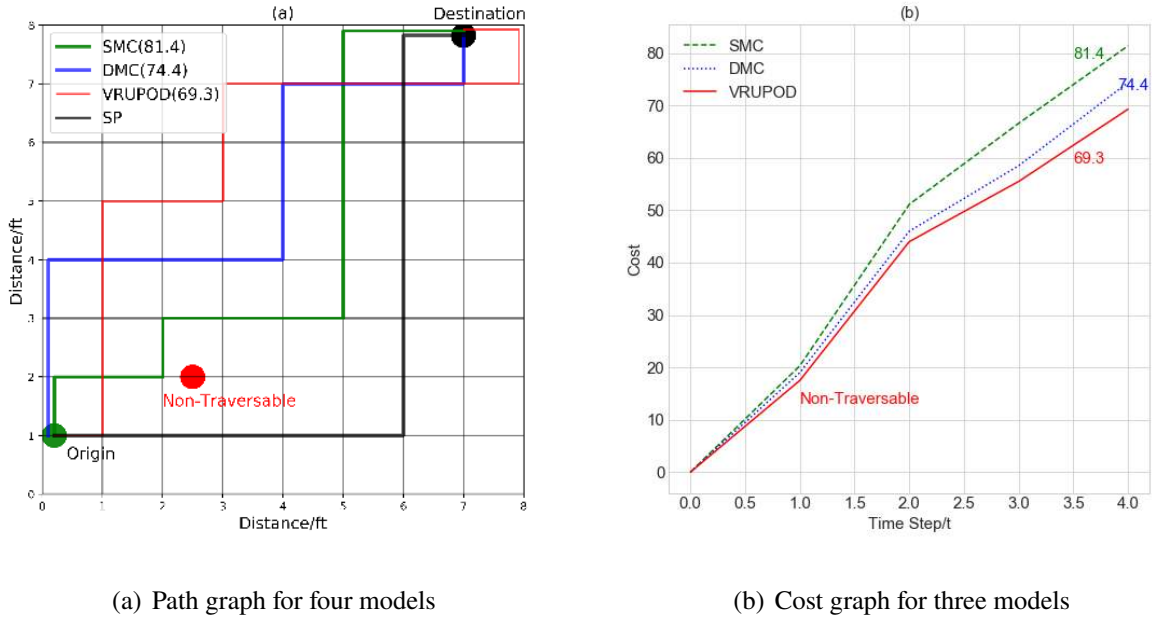 (a)
Destination
8
7
6
5
4
3
2
1
0
Distance/ft
SMC(81.4)
DMC(74.4)
VRUPOD(69.3)
SP
Non-Traversable
Origin
0 1 2 3 4 5 6 7 8
Distance/ft
(b)
80
70
60
50
40
30
20
10
0
Cost
SMC
DMC
VRUPOD
81.4
74.4
69.3
Non-Traversable
0.0 0.5 1.0 1.5 2.0 2.5 3.0 3.5 4.0
Time Step/t
(a) Path graph for four models
(b) Cost graph for three models